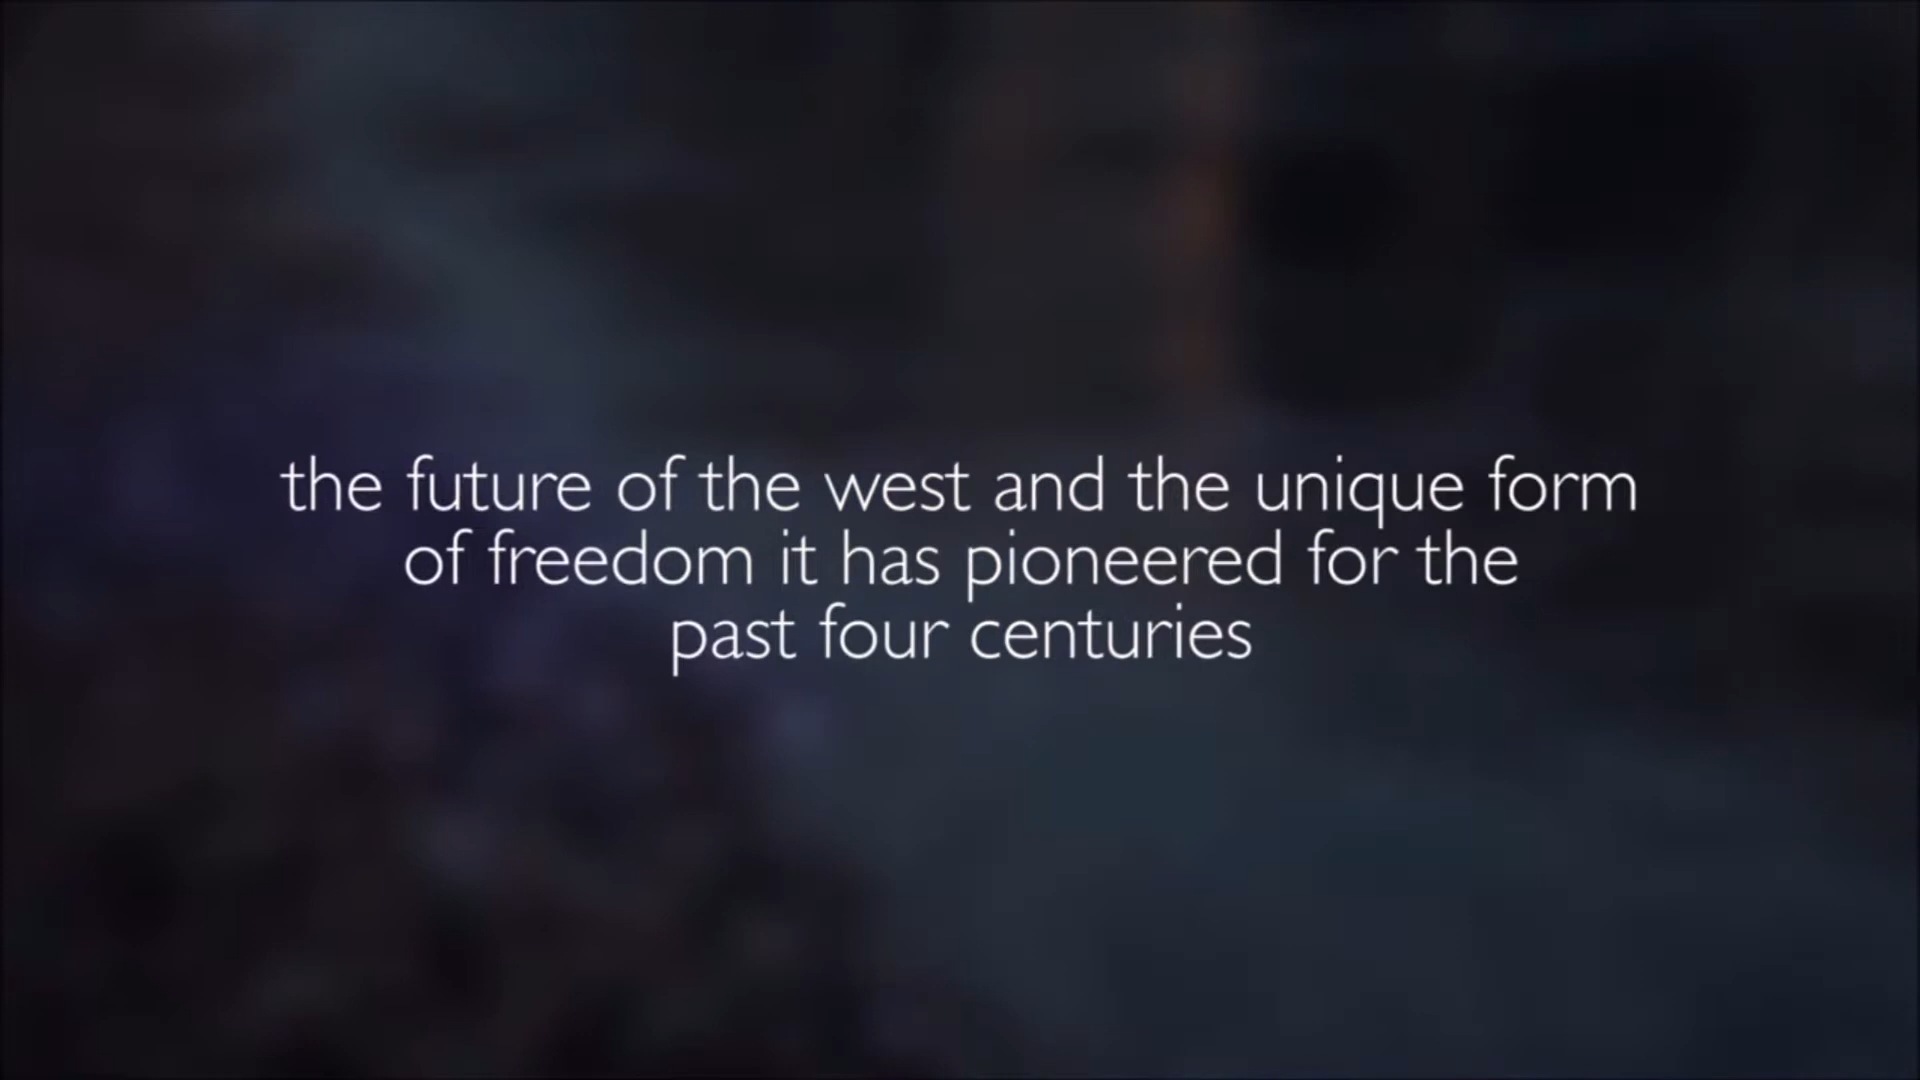 the future of the west and the unique form
of freedom it has pioneered for the
past four centuries